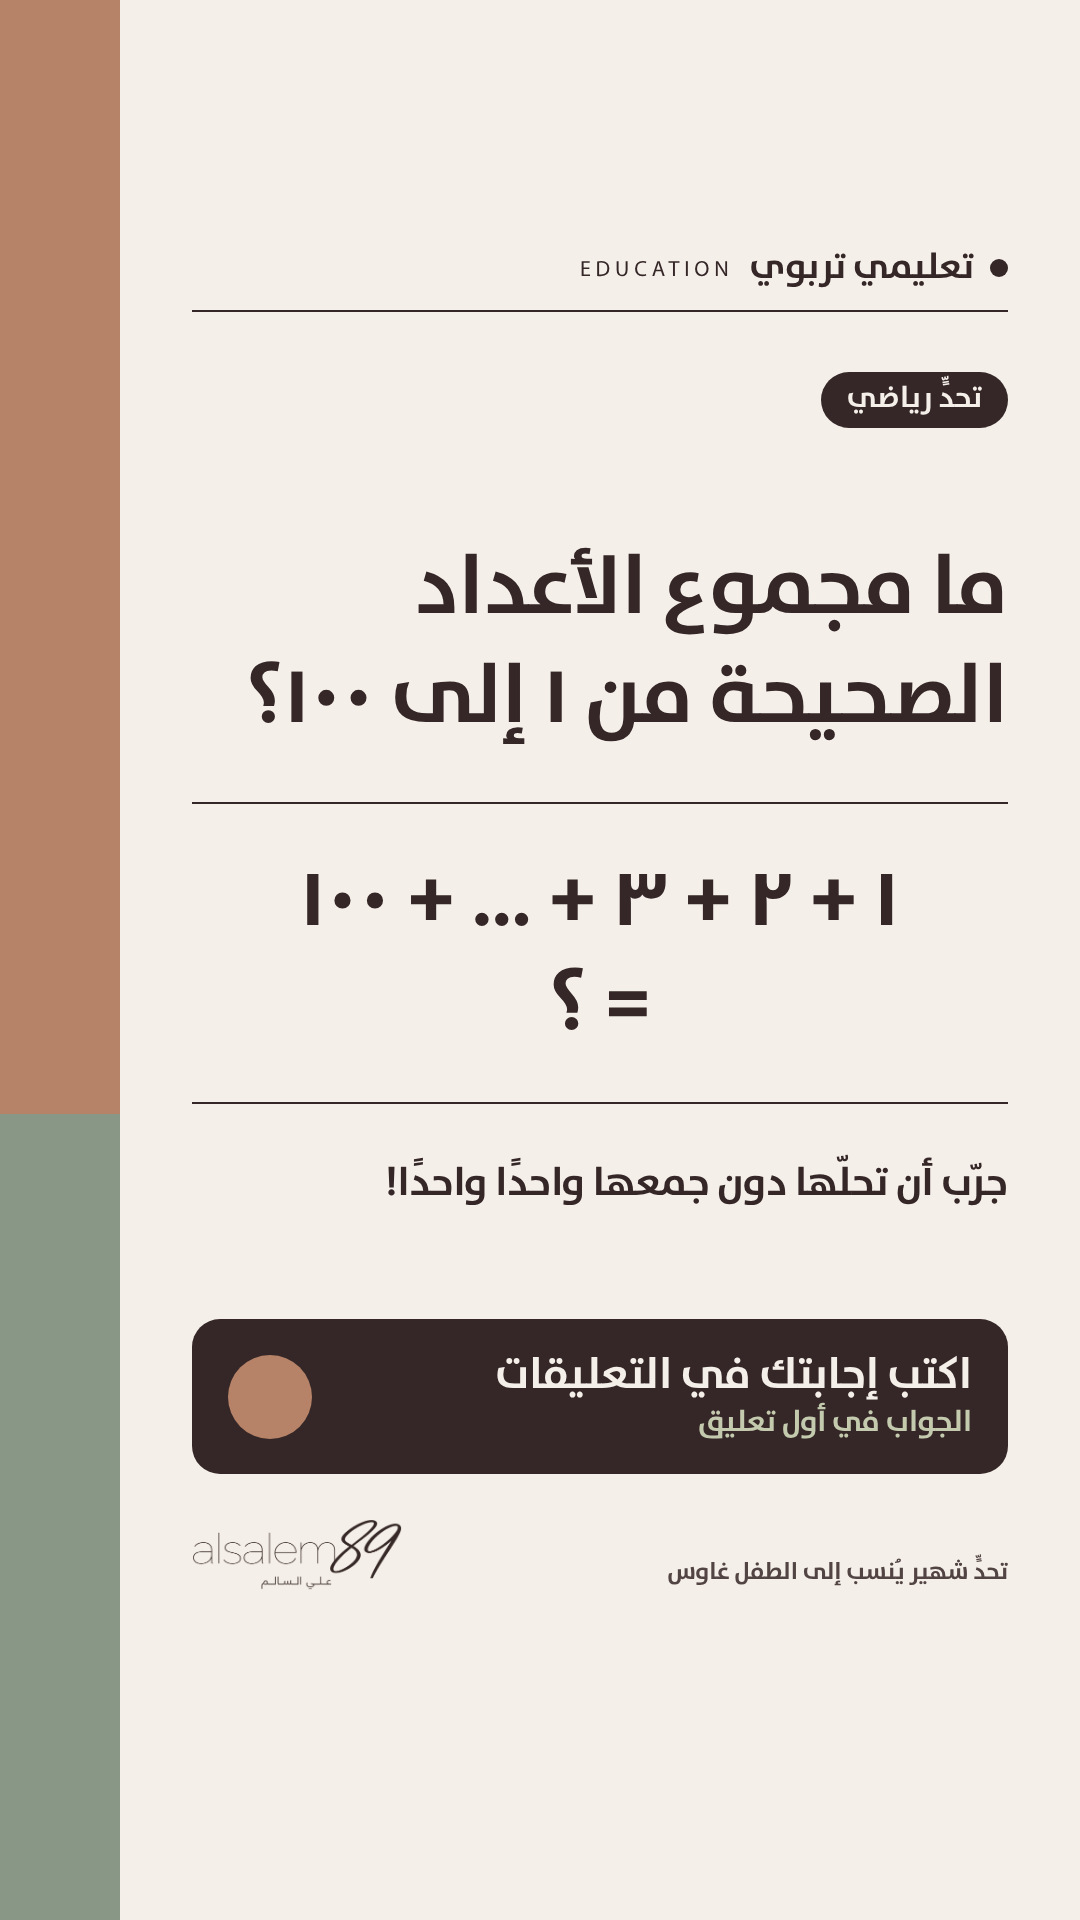 تعليمي تربوي EDUCATION
تحدٍّ رياضي
ما مجموع الأعداد
الصحيحة من ١ إلى ١٠٠؟
١ + ٢ + ٣ + ... + ١٠٠
= ؟
جرّب أن تحلّها دون جمعها واحدًا واحدًا!
اكتب إجابتك في التعليقات
الجواب في أول تعليق
تحدٍّ شهير يُنسب إلى الطفل غاوس
alsalem89
علي السالم